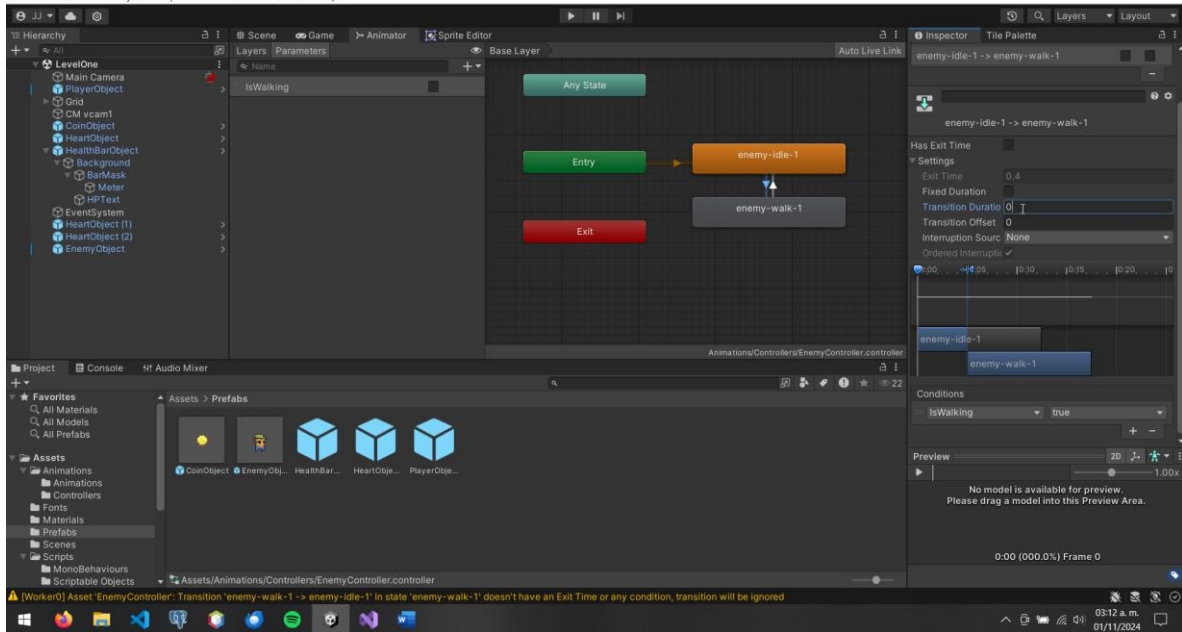 JJ
Layers
Layout
Hierarchy
Scene
Game
Animator
Sprite Editor
Inspector
Tile Palette
All
Layers
Parameters
Base Layer
Auto Live Link
enemy-idle-1 -> enemy-walk-1
LevelOne
Main Camera
PlayerObject
Grid
CM vcam1
CoinObject
HeartObject
HealthBarObject
Background
BarMask
Meter
HPText
EventSystem
HeartObject (1)
HeartObject (2)
EnemyObject
Name
IsWalking
Any State
Entry
enemy-idle-1
enemy-walk-1
Exit
Animations/Controllers/EnemyController.controller
enemy-idle-1 -> enemy-walk-1
Has Exit Time
Settings
Exit Time 0.4
Fixed Duration
Transition Duratio 0
Transition Offset 0
Interruption Sourc None
Ordered Interruptic
0:00 0:05 0:10 0:15 0:20
enemy-idle-1
enemy-walk-1
Conditions
IsWalking true
+ -
Project
Console
Audio Mixer
22
Favorites
All Materials
All Models
All Prefabs
Assets
Animations
Animations
Controllers
Fonts
Materials
Prefabs
Scenes
Scripts
MonoBehaviours
Scriptable Objects
Assets > Prefabs
CoinObject
EnemyObj...
HealthBar...
HeartObje...
PlayerObje...
Assets/Animations/Controllers/EnemyController.controller
Preview
2D
1.00x
No model is available for preview.
Please drag a model into this Preview Area.
0:00 (000.0%) Frame 0
[Worker0] Asset 'EnemyController': Transition 'enemy-walk-1 -> enemy-idle-1' in state 'enemy-walk-1' doesn't have an Exit Time or any condition, transition will be ignored
03:12 a. m.
01/11/2024